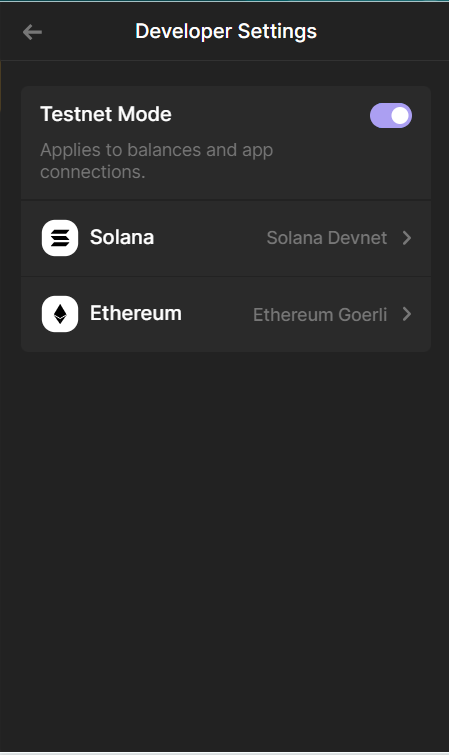 Developer Settings
Testnet Mode
Applies to balances and app
connections.
Solana Solana Devnet
Ethereum Ethereum Goerli